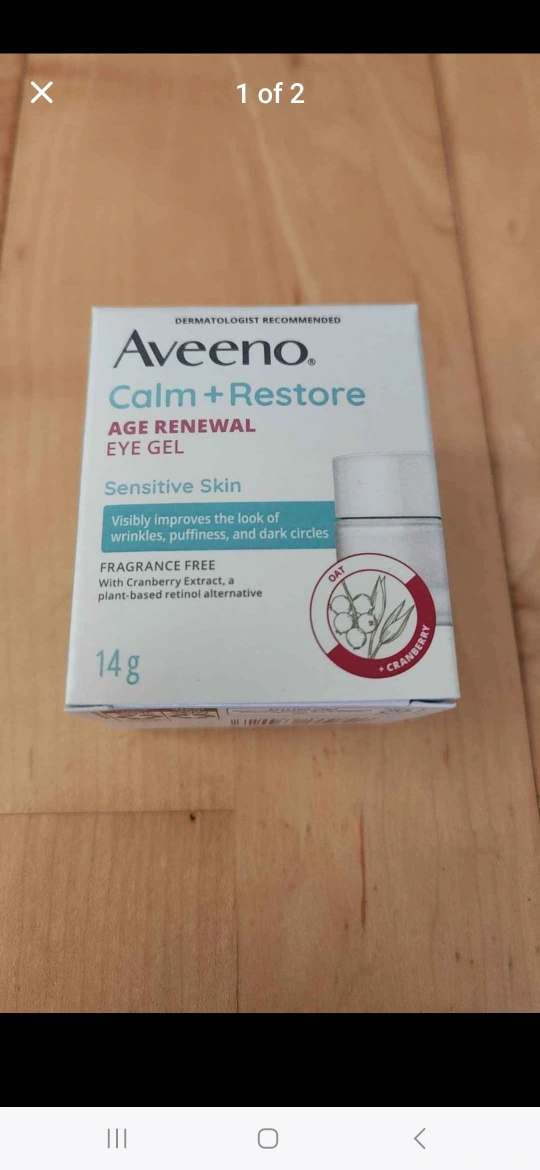 1 of 2
DERMATOLOGIST RECOMMENDED
Aveeno®
Calm + Restore
AGE RENEWAL
EYE GEL
Sensitive Skin
Visibly improves the look of
wrinkles, puffiness, and dark circles
FRAGRANCE FREE
With Cranberry Extract, a
plant-based retinol alternative
OAT
+ CRANBERRY
14 g